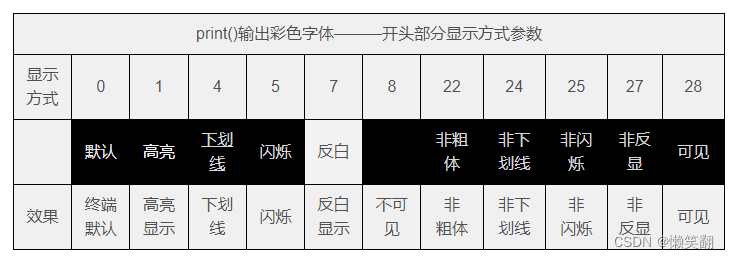 print()输出彩色字体———开头部分显示方式参数
显示方式 0 1 4 5 7 8 22 24 25 27 28
默认 高亮 下划线 闪烁 反白 非粗体 非下划线 非闪烁 非反显 可见
效果 终端默认 高亮显示 下划线 闪烁 反白显示 不可见 非粗体 非下划线 非闪烁 非反显 可见
CSDN @懒笑翻